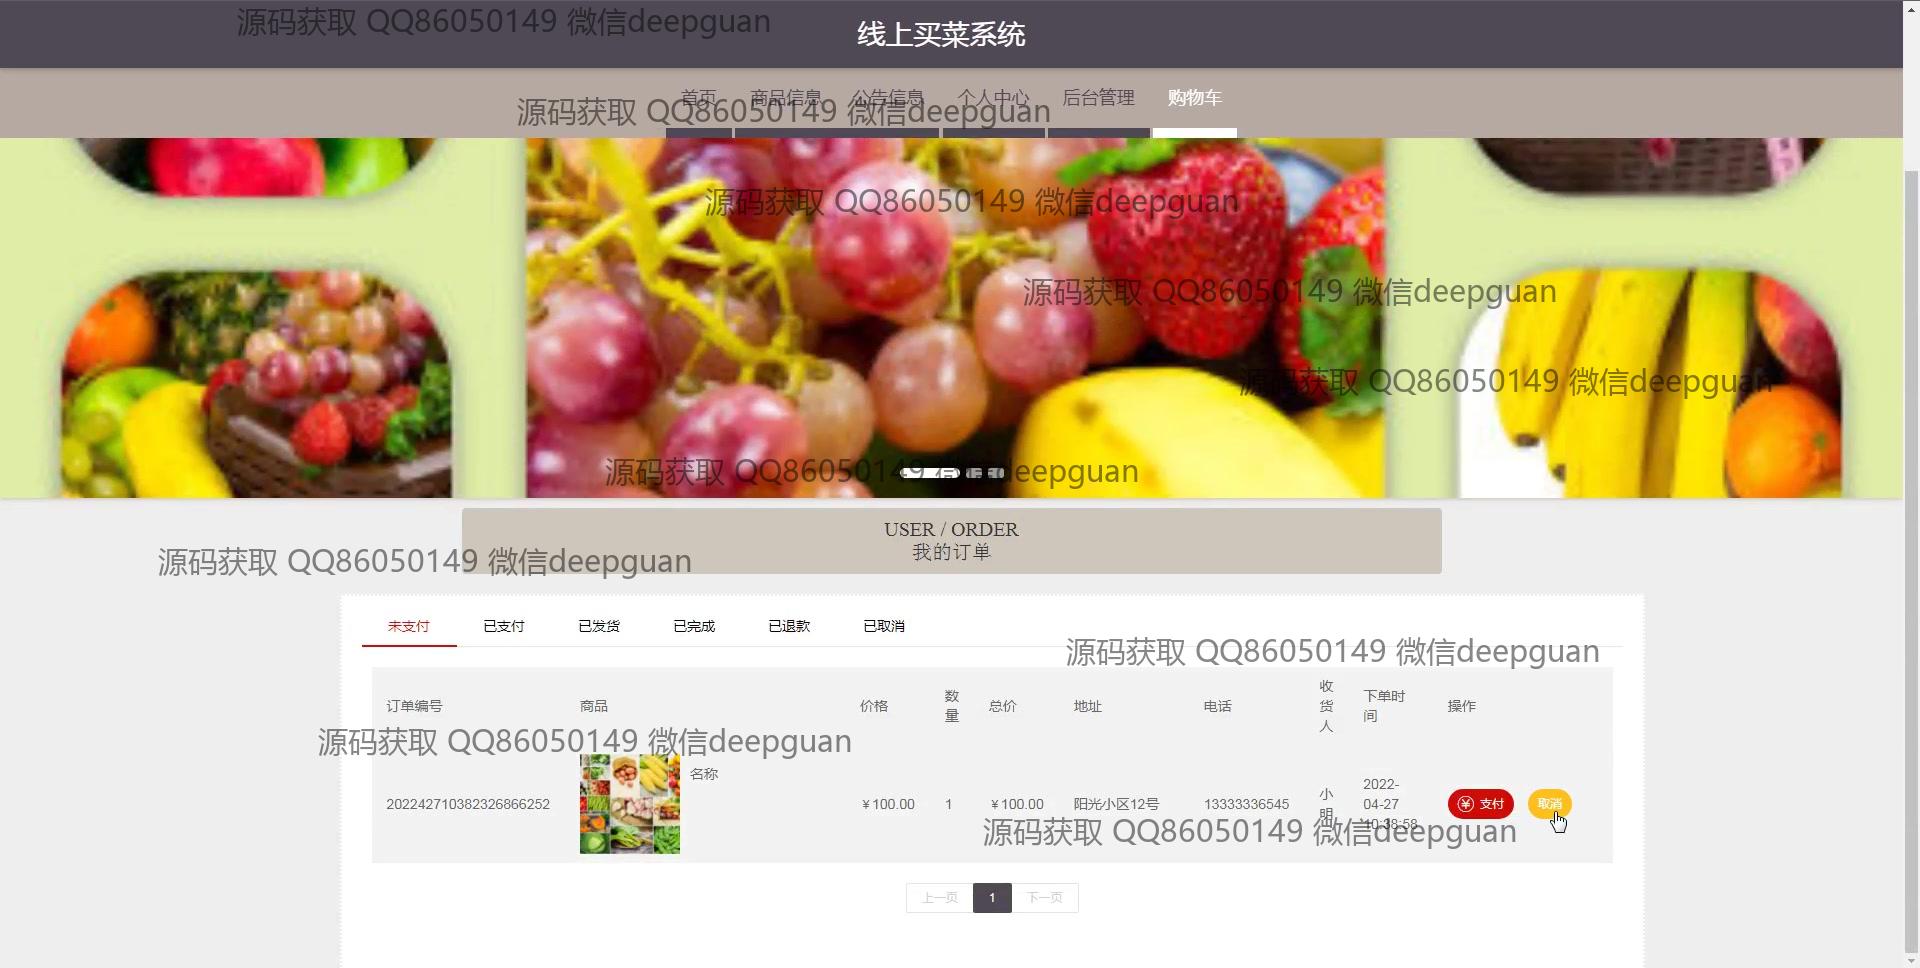 源码获取 QQ86050149 微信deepguan
线上买菜系统
首页 商品信息 公告信息 个人中心 后台管理 购物车
源码获取 QQ86050149 微信deepguan
源码获取 QQ86050149 微信deepguan
源码获取 QQ86050149 微信deepguan
源码获取 QQ86050149 微信deepguan
源码获取 QQ86050149 微信deepguan
USER / ORDER
我的订单
源码获取 QQ86050149 微信deepguan
未支付 已支付 已发货 已完成 已退款 已取消
源码获取 QQ86050149 微信deepguan
订单编号 商品 价格 数量 总价 地址 电话 收货人 下单时间 操作
源码获取 QQ86050149 微信deepguan
名称
202242710382326866252 ￥100.00 1 ￥100.00 阳光小区12号 13333336545 小明 2022-04-27 10:38:58 支付 取消
源码获取 QQ86050149 微信deepguan
上一页 1 下一页